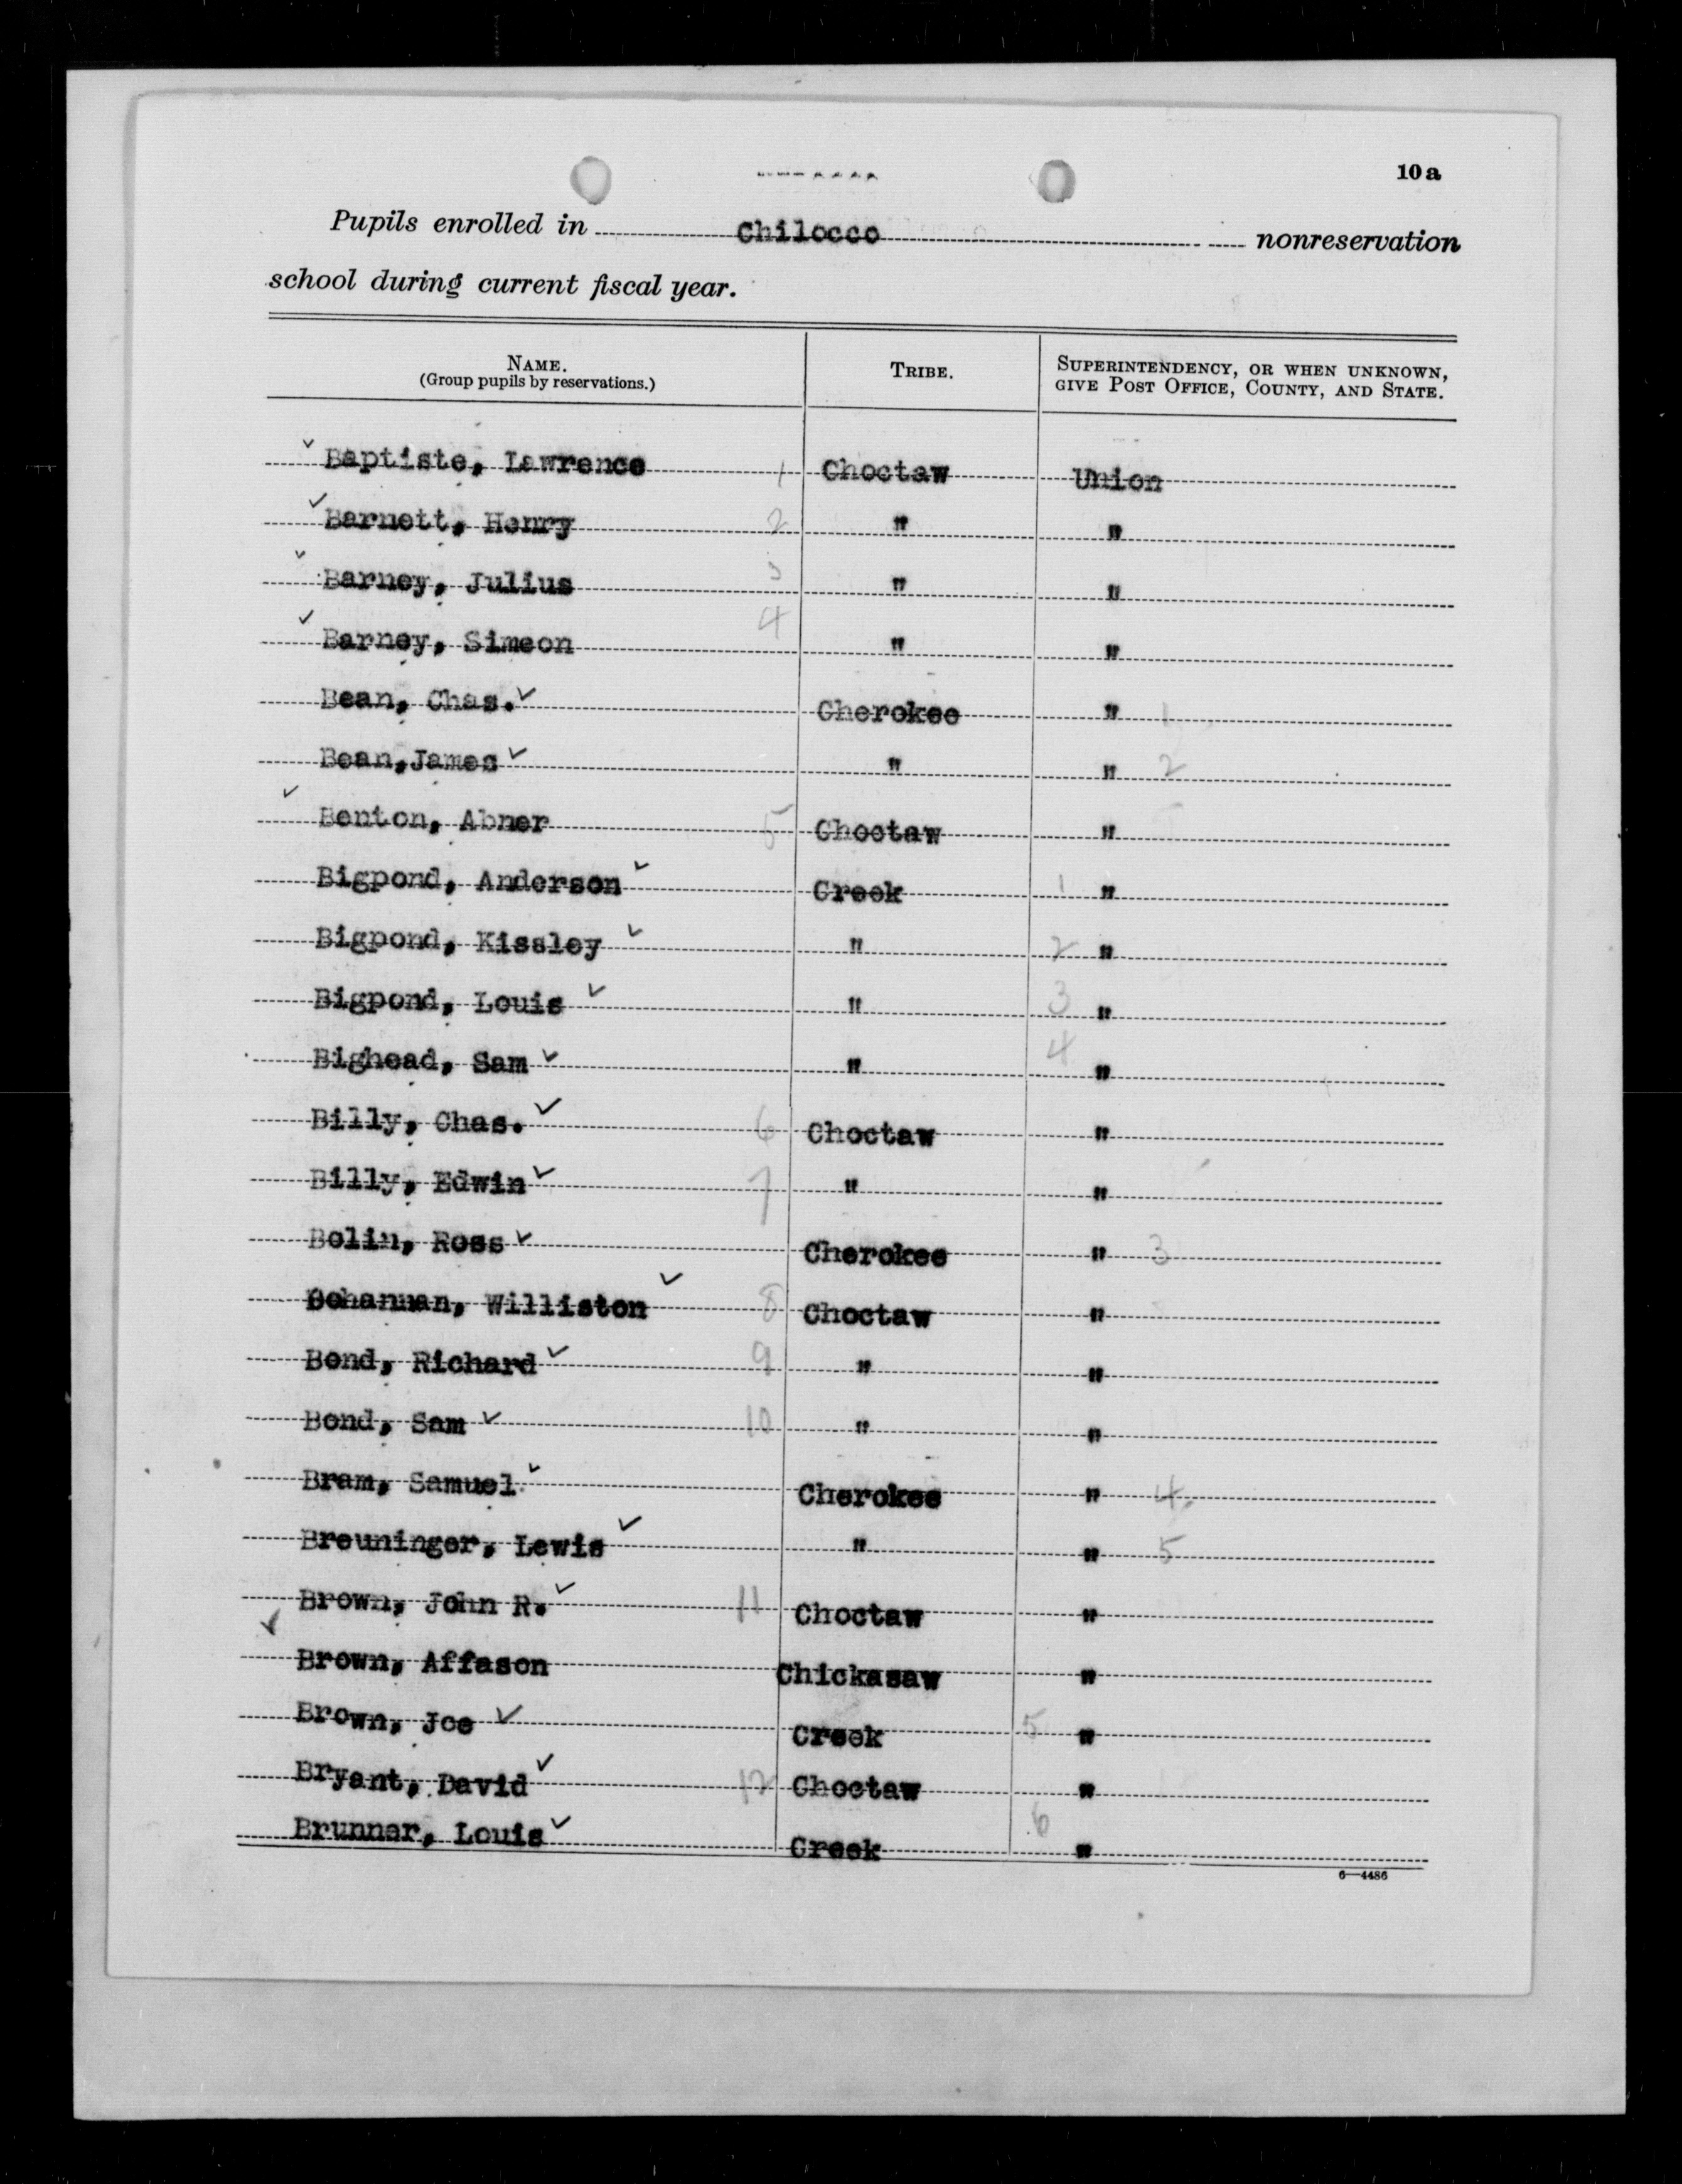 10a
Pupils enrolled in Chilocco nonreservation
school during current fiscal year.
NAME. TRIBE. SUPERINTENDENCY, OR WHEN UNKNOWN,
(Group pupils by reservations.) GIVE POST OFFICE, COUNTY, AND STATE.
✓ Baptiste, Lawrence 1 Choctaw Union
✓ Barnett, Henry 2 " "
✓ Barney, Julius 3 " "
✓ Barney, Simeon 4 " "
Bean, Chas. ✓ Cherokee " 1
Bean, James ✓ " " 2
✓ Benton, Abner 5 Choctaw "
Bigpond, Anderson ✓ Creek 1 "
Bigpond, Kissley ✓ " 2 "
Bigpond, Louis ✓ " 3 "
Bighead, Sam ✓ " 4 "
Billy, Chas. ✓ 6 Choctaw "
Billy, Edwin ✓ 7 " "
Bolin, Ross ✓ Cherokee " 3
Bohannan, Williston ✓ 8 Choctaw "
Bond, Richard ✓ 9 " "
Bond, Sam ✓ 10 " "
Bram, Samuel ✓ Cherokee " 4
Breuninger, Lewis ✓ " " 5
Brown, John R. ✓ 11 Choctaw "
✓ Brown, Affason Chickasaw "
Brown, Joe ✓ Creek 5 "
Bryant, David ✓ 12 Choctaw "
Brunner, Louis ✓ Creek 6 "
6—4486